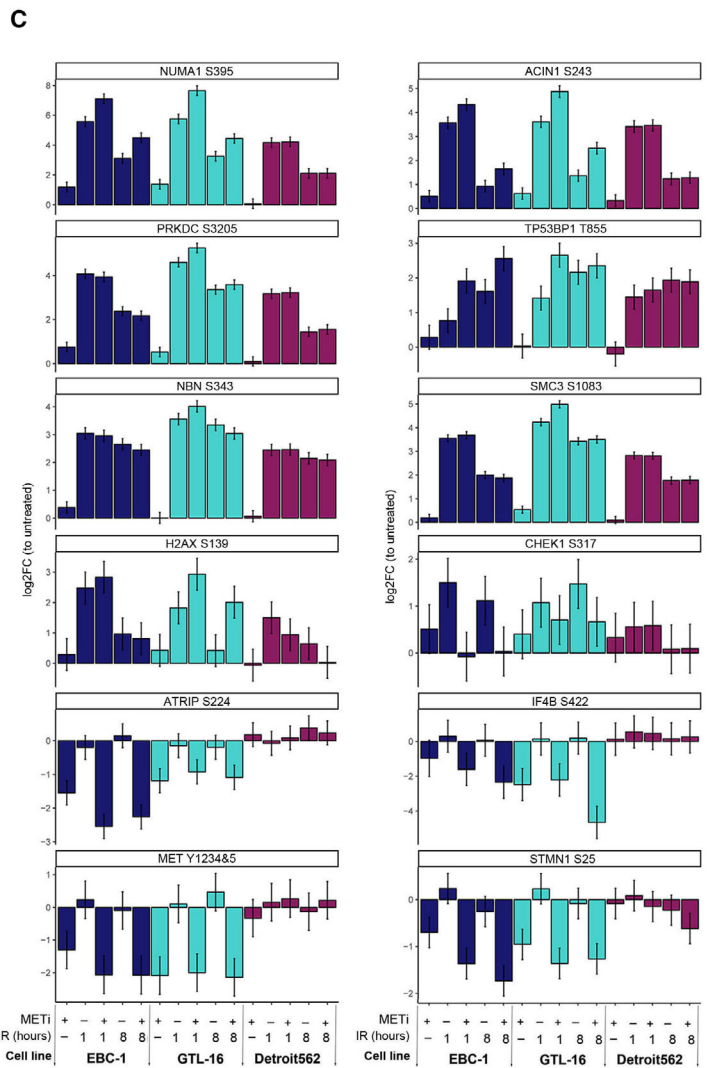 C
NUMA1 S395
8
6
4
2
0
ACIN1 S243
5
4
3
2
1
0
PRKDC S3205
4
2
0
TP53BP1 T855
3
2
1
0
NBN S343
4
3
2
1
0
SMC3 S1083
5
4
3
2
1
0
log2FC (to untreated)
log2FC (to untreated)
H2AX S139
3
2
1
0
CHEK1 S317
2
1
0
ATRIP S224
0
−1
−2
−3
IF4B S422
0
−2
−4
MET Y1234&5
1
0
−1
−2
STMN1 S25
0
−1
−2
METi + − + − + + − + − + + − + − +
R (hours) − 1 1 8 8 − 1 1 8 8 − 1 1 8 8
Cell line EBC-1 GTL-16 Detroit562
METi + − + − + + − + − + + − + − +
IR (hours) − 1 1 8 8 − 1 1 8 8 − 1 1 8 8
Cell line EBC-1 GTL-16 Detroit562